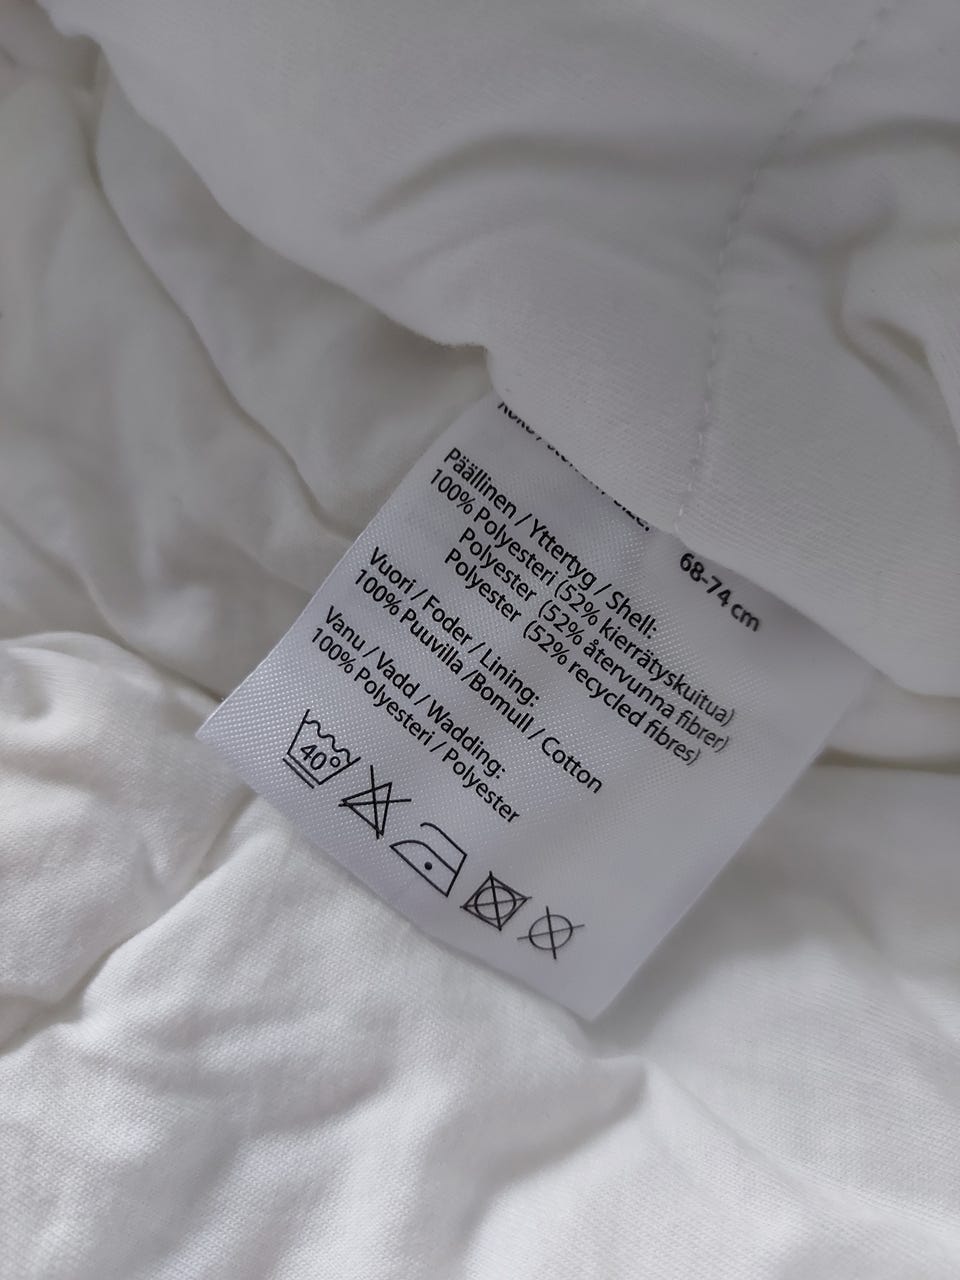 68-74 cm
Päällinen / Yttertyg / Shell:
100% Polyesteri (52% kierrätyskuitua)
Polyester (52% återvunna fibrer)
Polyester (52% recycled fibres)
Vuori / Foder / Lining:
100% Puuvilla /Bomull / Cotton
Vanu / Vadd / Wadding:
100% Polyesteri / Polyester
40°